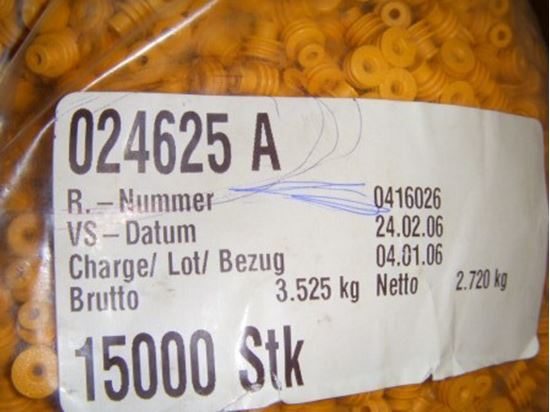 024625 A
R.-Nummer 0416026
VS-Datum 24.02.06
Charge/ Lot/ Bezug 04.01.06
Brutto 3.525 kg Netto 2.720 kg
15000 Stk